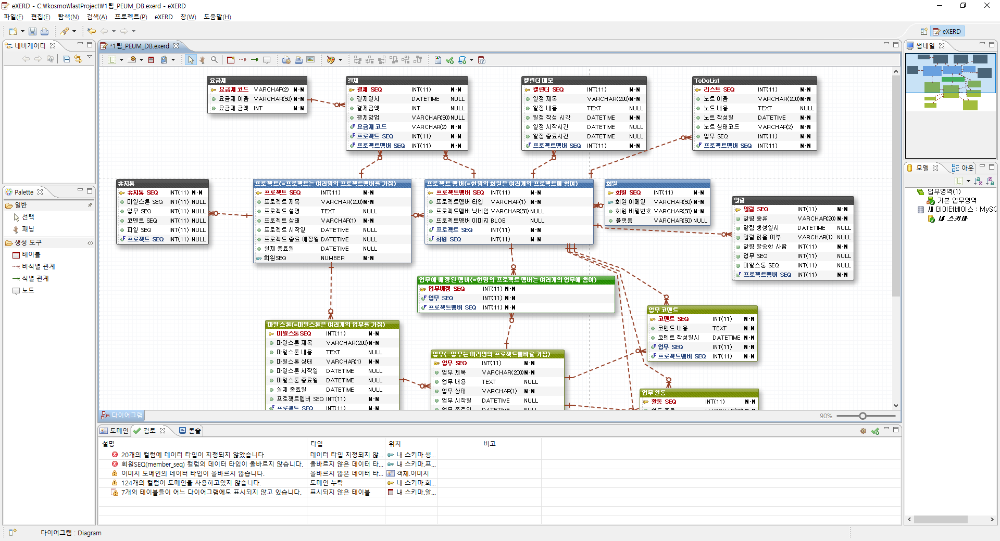 eXERD - C:₩kosmo₩lastProject₩1팀_PEUM_DB.exerd - eXERD
파일(F) 편집(E) 탐색(N) 검색(A) 프로젝트(P) eXERD 창(W) 도움말(H)
eXERD
네비게이터
*1팀_PEUM_DB.exerd
썸네일
요금제
요금제 코드 VARCHAR(2) N-N
요금제 이름 VARCHAR(50) N-N
요금제 금액 INT N-N
결제
결제 SEQ INT(11) N-N
결제일시 DATETIME NULL
결제금액 INT NULL
결제방법 VARCHAR(50) NULL
요금제 코드 VARCHAR(2) N-N
프로젝트 SEQ INT(11) N-N
프로젝트멤버 SEQ INT(11) N-N
켈린더 메모
켈린더 SEQ INT(11) N-N
일정 제목 VARCHAR(200) N-N
일정 내용 TEXT NULL
일정 작성 시각 DATETIME N-N
일정 시작시간 DATETIME NULL
일정 종료시간 DATETIME NULL
프로젝트멤버 SEQ INT(11) N-N
ToDoList
리스트 SEQ INT(11) N-N
노트 이음 VARCHAR(200) N-N
노트 내용 TEXT NULL
노트 작성일 DATETIME N-N
노트 상태코드 VARCHAR(2) N-N
업무 SEQ INT(11) N-N
프로젝트멤버 SEQ INT(11) N-N
휴지통
휴지통 SEQ INT(11) N-N
마일스톤 SEQ INT(11) NULL
업무 SEQ INT(11) NULL
코멘트 SEQ INT(11) NULL
파일 SEQ INT(11) NULL
프로젝트 SEQ INT(11) NULL
프로젝트(=프로젝트는 여러명의 프로젝트멤버를 가짐)
프로젝트 SEQ INT(11) N-N
프로젝트 제목 VARCHAR(200) N-N
프로젝트 설명 TEXT NULL
프로젝트 상태 VARCHAR(1) N-N
프로젝트 시작일 DATETIME NULL
프로젝트 종료 예정일 DATETIME NULL
실제 종료일 DATETIME NULL
회원SEQ NUMBER N-N
프로젝트 멤버(=한명의 회원은 여러개의 프로젝트에 참여)
프로젝트멤버 SEQ INT(11) N-N
프로젝트멤버 타입 VARCHAR(1) N-N
프로젝트멤버 닉네임 VARCHAR(50) NULL
프로젝트멤버 이미지 BLOB NULL
프로젝트 SEQ INT(11) N-N
회원 SEQ INT(11) N-N
회원
회원 SEQ INT(11) N-N
회원 이메일 VARCHAR(50) N-N
회원 비밀번호 VARCHAR(50) N-N
플랫폼 VARCHAR(50) NULL
알림
알림 SEQ INT(11) N-N
알림 종류 VARCHAR(20) N-N
알림 생성일시 DATETIME NULL
알림 읽음 여부 VARCHAR(1) NULL
알림 발송한 사람 INT(11) N-N
업무 SEQ INT(11) NULL
마일스톤 SEQ INT(11) NULL
프로젝트멤버 SEQ INT(11) N-N
업무에 배정된 멤버(=한명의 프로젝트 멤버는 여러개의 업무에 참여)
업무배정 SEQ INT(11) N-N
업무 SEQ INT(11) N-N
프로젝트멤버 SEQ INT(11) N-N
마일스톤(=마일스톤은 여러개의 업무를 가짐)
마일스톤SEQ INT(11) N-N
마일스톤 제목 VARCHAR(200) N-N
마일스톤 내용 TEXT NULL
마일스톤 상태 VARCHAR(1) N-N
마일스톤 시작일 DATETIME NULL
마일스톤 종료일 DATETIME NULL
실제 종료일 DATETIME NULL
프로젝트멤버 SEQ INT(11) N-N
프로젝트 SEQ INT(11) N-N
업무(=업무는 여러명의 프로젝트멤버를 가짐)
업무 SEQ INT(11) N-N
업무 제목 VARCHAR(200) N-N
업무 내용 TEXT NULL
업무 상태 VARCHAR(1) N-N
업무 시작일 DATETIME NULL
업무 종료일 DATETIME NULL
업무 코멘트
코멘트 SEQ INT(11) N-N
코멘트 내용 TEXT N-N
코멘트 작성일시 DATETIME N-N
업무 SEQ INT(11) N-N
프로젝트멤버 SEQ INT(11) N-N
업무 활동
활동 SEQ INT(11) N-N
다이어그램
90%
Palette
일반
선택
패닝
생성 도구
테이블
비식별 관계
식별 관계
노트
모델 아웃
업무영역(1)
기본 업무영역
새 데이터베이스 : MySQ
내 스키마
도메인 검토 콘솔
설명 타입 위치 비고
20개의 컬럼에 데이터 타입이 지정되지 않았습니다. 데이터 타입 지정되지 않... 내 스키마.생...
회원SEQ(member_seq) 컬럼의 데이터 타입이 올바르지 않습니다. 올바르지 않은 데이터 타... 내 스키마.프...
이미지 도메인의 데이터 타입이 올바르지 않습니다. 올바르지 않은 데이터 타... 객체.이미지
124개의 컬럼이 도메인을 사용하고있지 않습니다. 도메인 누락 내 스키마.회...
7개의 테이블들이 어느 다이어그램에도 표시되지 않고 있습니다. 표시되지 않은 테이블 내 스키마.알...
다이어그램 : Diagram